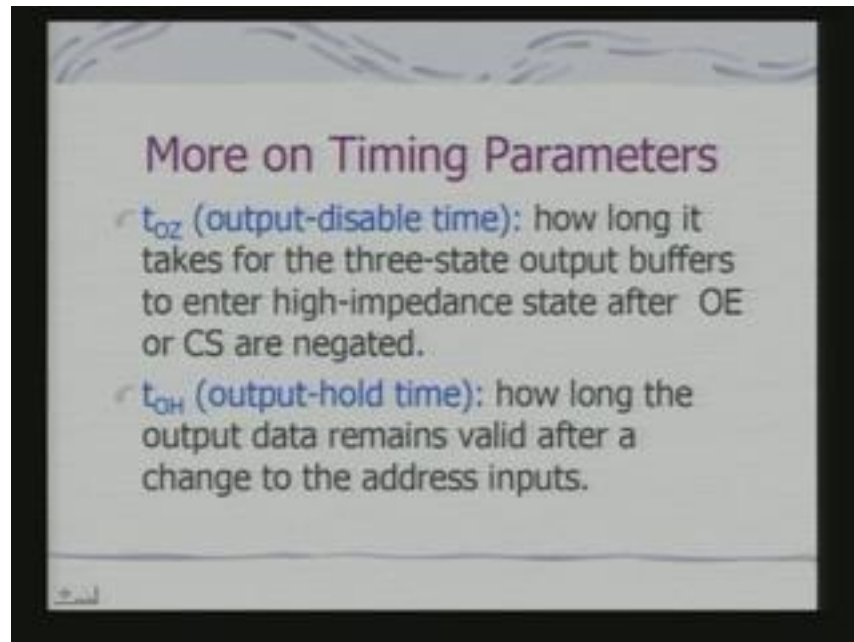 More on Timing Parameters
t_OZ (output-disable time): how long it
takes for the three-state output buffers
to enter high-impedance state after OE
or CS are negated.
t_OH (output-hold time): how long the
output data remains valid after a
change to the address inputs.